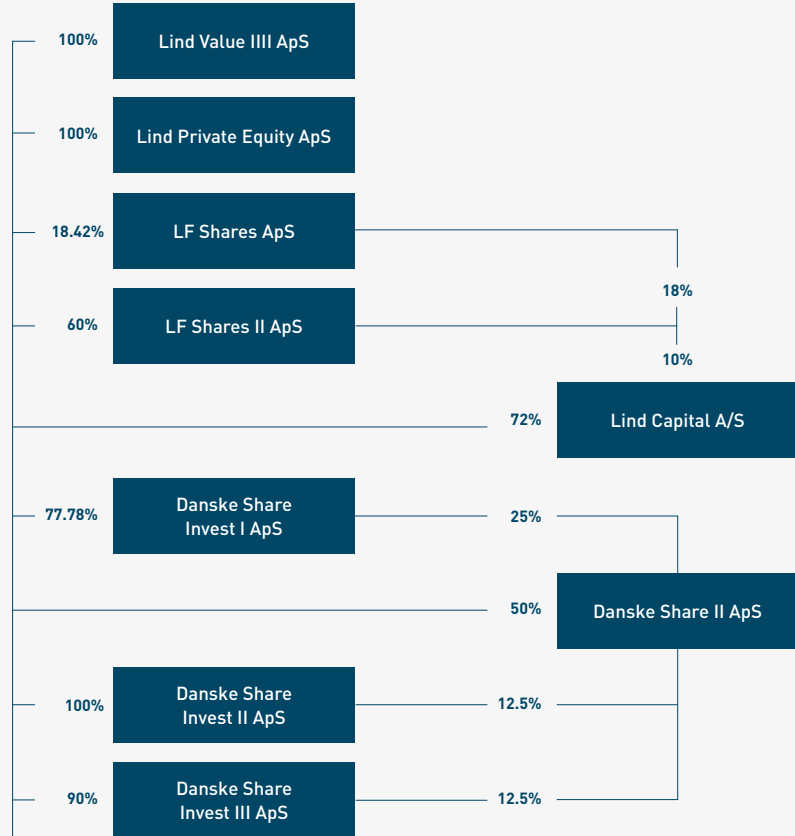 100%
Lind Value IIII ApS
100%
Lind Private Equity ApS
18.42%
LF Shares ApS
18%
60%
LF Shares II ApS
10%
72%
Lind Capital A/S
77.78%
Danske Share
Invest I ApS
25%
50%
Danske Share II ApS
100%
Danske Share
Invest II ApS
12.5%
90%
Danske Share
Invest III ApS
12.5%